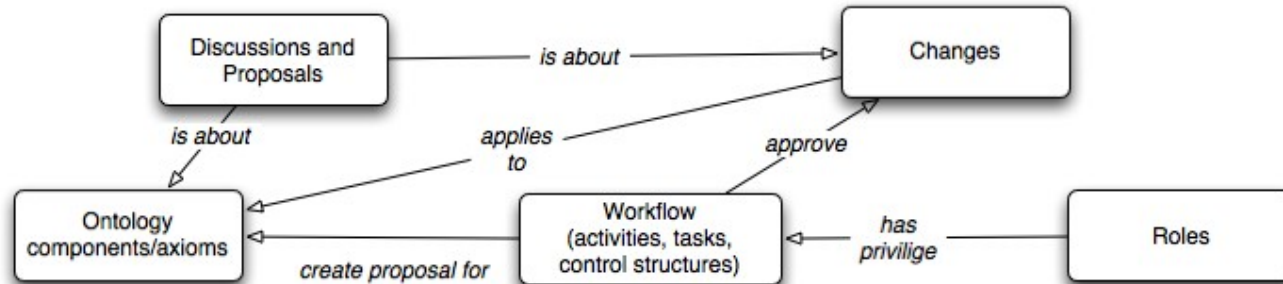 Discussions and
Proposals
is about
Changes
is about
applies
to
approve
Ontology
components/axioms
create proposal for
Workflow
(activities, tasks,
control structures)
has
privilige
Roles